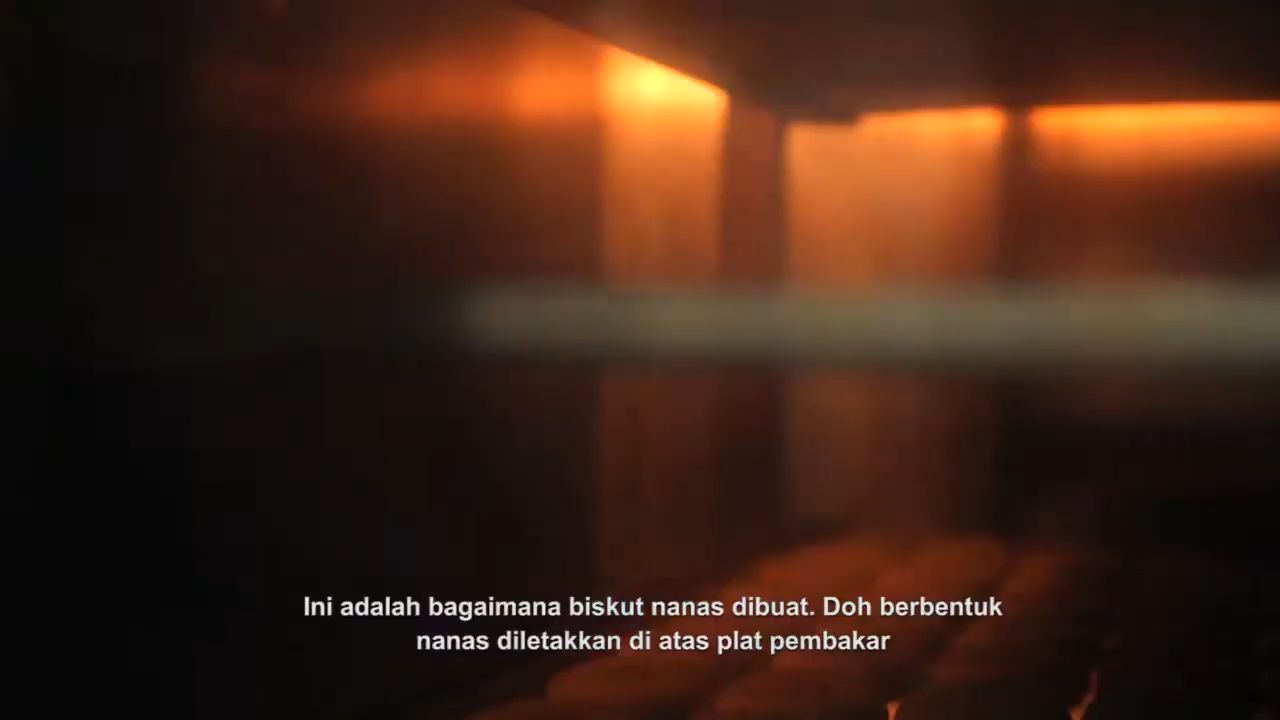 Ini adalah bagaimana biskut nanas dibuat. Doh berbentuk
nanas diletakkan di atas plat pembakar